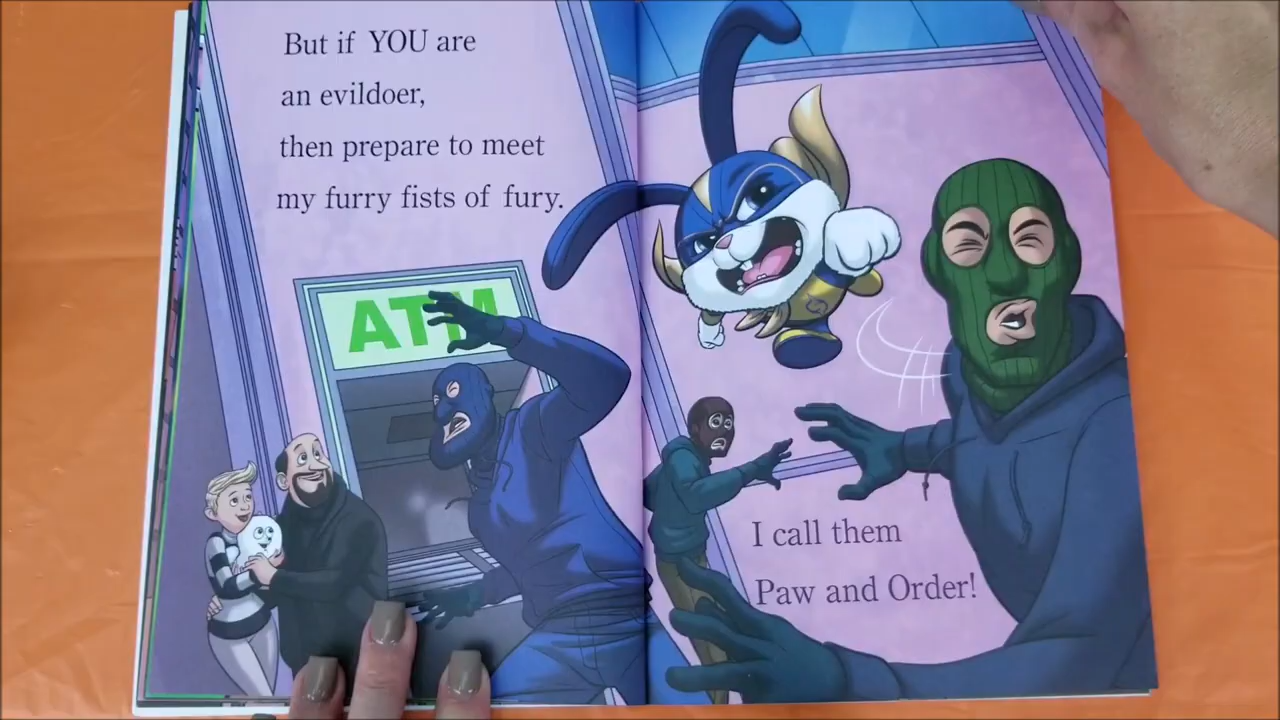 But if YOU are
an evildoer,
then prepare to meet
my furry fists of fury.
ATM
I call them
Paw and Order!